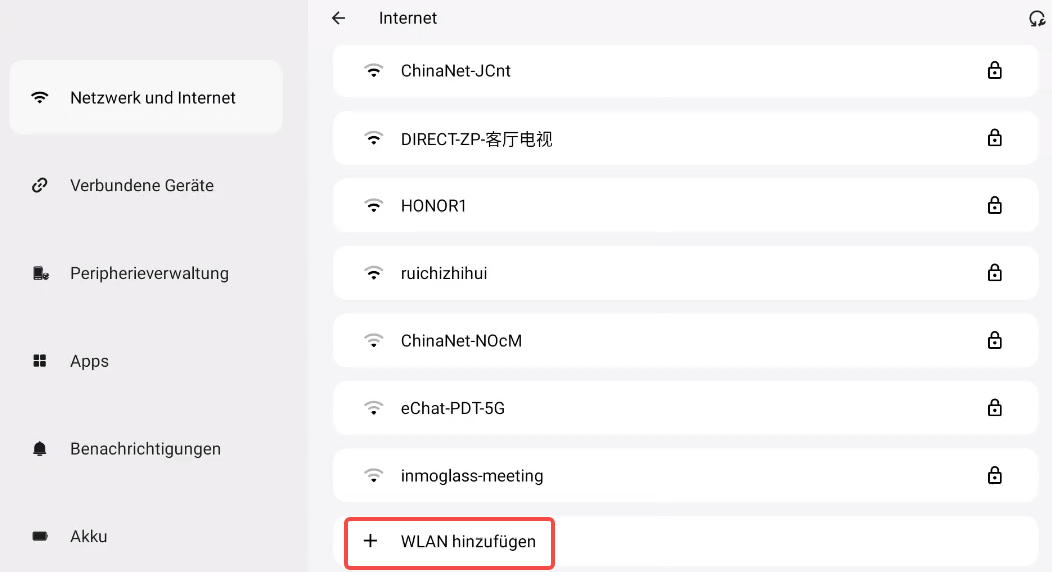 Internet
Netzwerk und Internet
Verbundene Geräte
Peripherieverwaltung
Apps
Benachrichtigungen
Akku
ChinaNet-JCnt
DIRECT-ZP-客厅电视
HONOR1
ruichizhihui
ChinaNet-NOcM
eChat-PDT-5G
inmoglass-meeting
WLAN hinzufügen